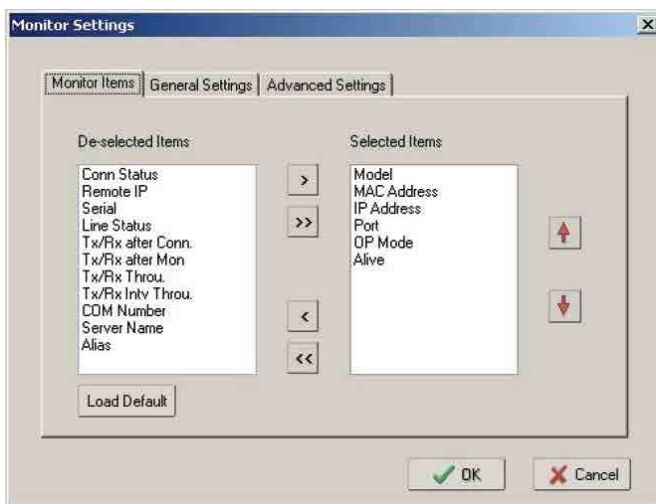 Monitor Settings
Monitor Items
General Settings
Advanced Settings
De-selected Items
Conn Status
Remote IP
Serial
Line Status
Tx/Rx after Conn.
Tx/Rx after Mon
Tx/Rx Throu.
Tx/Rx Intv Throu.
COM Number
Server Name
Alias
>
>>
<
<<
Selected Items
Model
MAC Address
IP Address
Port
OP Mode
Alive
Load Default
OK
Cancel